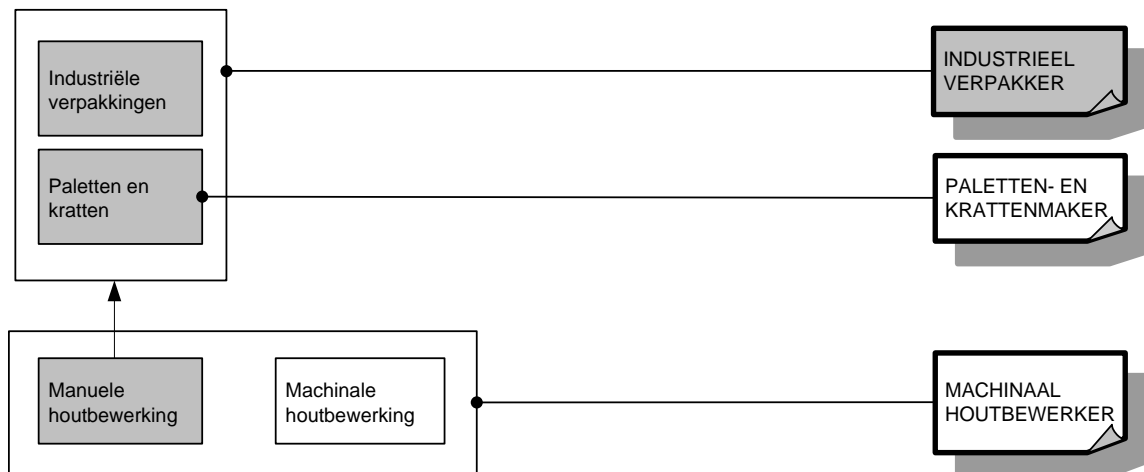 Industriële
verpakkingen
INDUSTRIEEL
VERPAKKER
Paletten en
kratten
PALETTEN- EN
KRATTENMAKER
Manuele
houtbewerking
Machinale
houtbewerking
MACHINAAL
HOUTBEWERKER